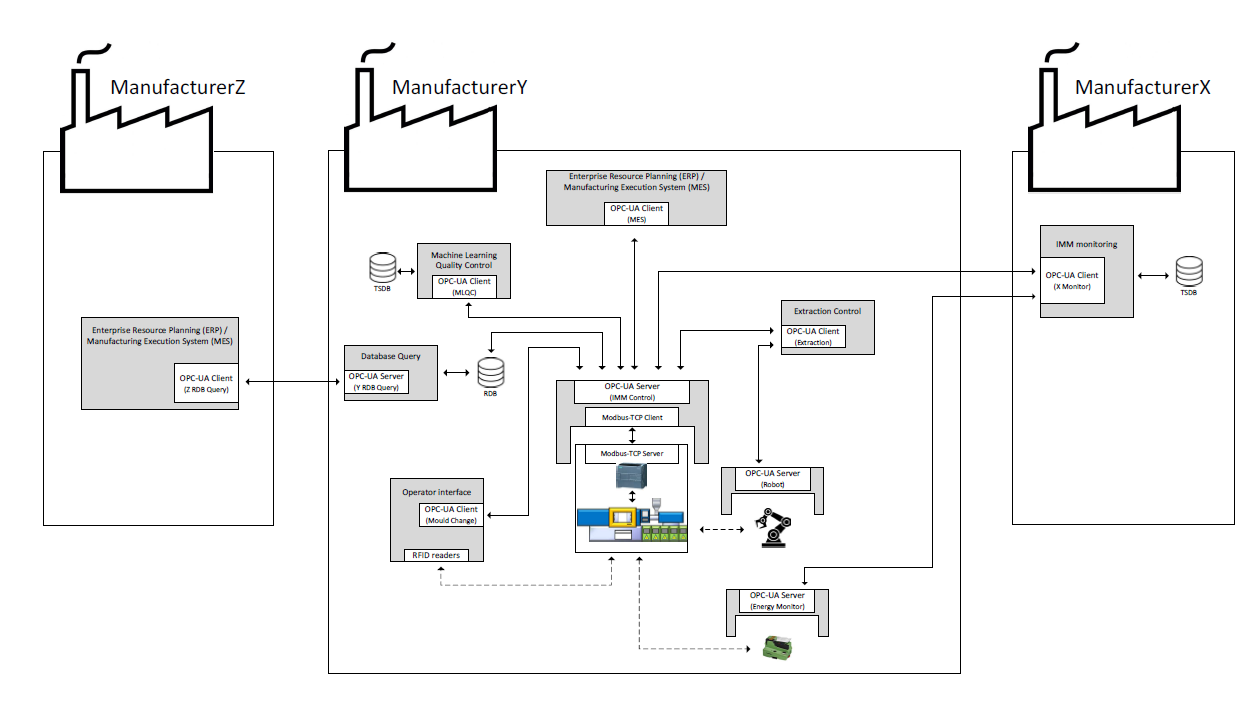 ManufacturerZ
ManufacturerY
ManufacturerX
Enterprise Resource Planning (ERP) /
Manufacturing Execution System (MES)
OPC-UA Client
(Z RDB Query)
Enterprise Resource Planning (ERP) /
Manufacturing Execution System (MES)
OPC-UA Client
(MES)
TSDB
Machine Learning
Quality Control
OPC-UA Client
(MLQC)
Database Query
OPC-UA Server
(Y RDB Query)
RDB
Extraction Control
OPC-UA Client
(Extraction)
OPC-UA Server
(IMM Control)
Modbus-TCP Client
Modbus-TCP Server
Operator interface
OPC-UA Client
(Mould Change)
RFID readers
OPC-UA Server
(Robot)
OPC-UA Server
(Energy Monitor)
IMM monitoring
OPC-UA Client
(X Monitor)
TSDB